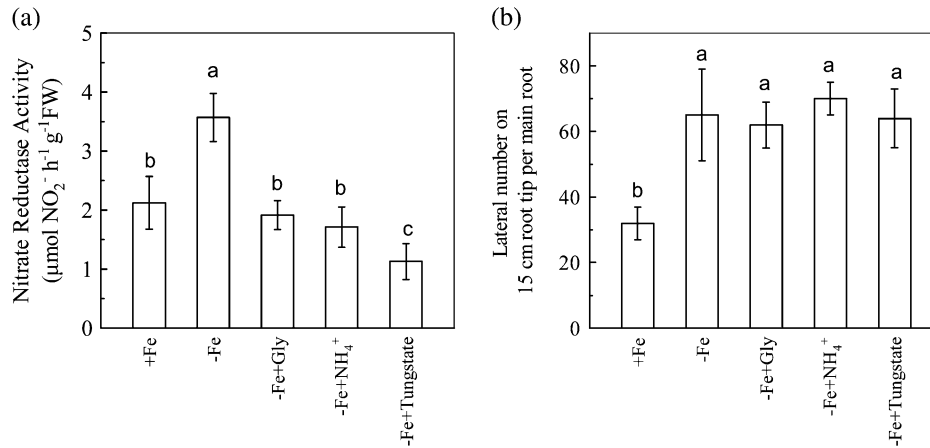 (a)
Nitrate Reductase Activity
(μmol NO₂⁻ h⁻¹ g⁻¹FW)
5
4
3
2
1
0
b
a
b
b
c
+Fe
-Fe
-Fe+Gly
-Fe+NH₄⁺
-Fe+Tungstate
(b)
Lateral number on
15 cm root tip per main root
80
60
40
20
0
b
a
a
a
a
+Fe
-Fe
-Fe+Gly
-Fe+NH₄⁺
-Fe+Tungstate